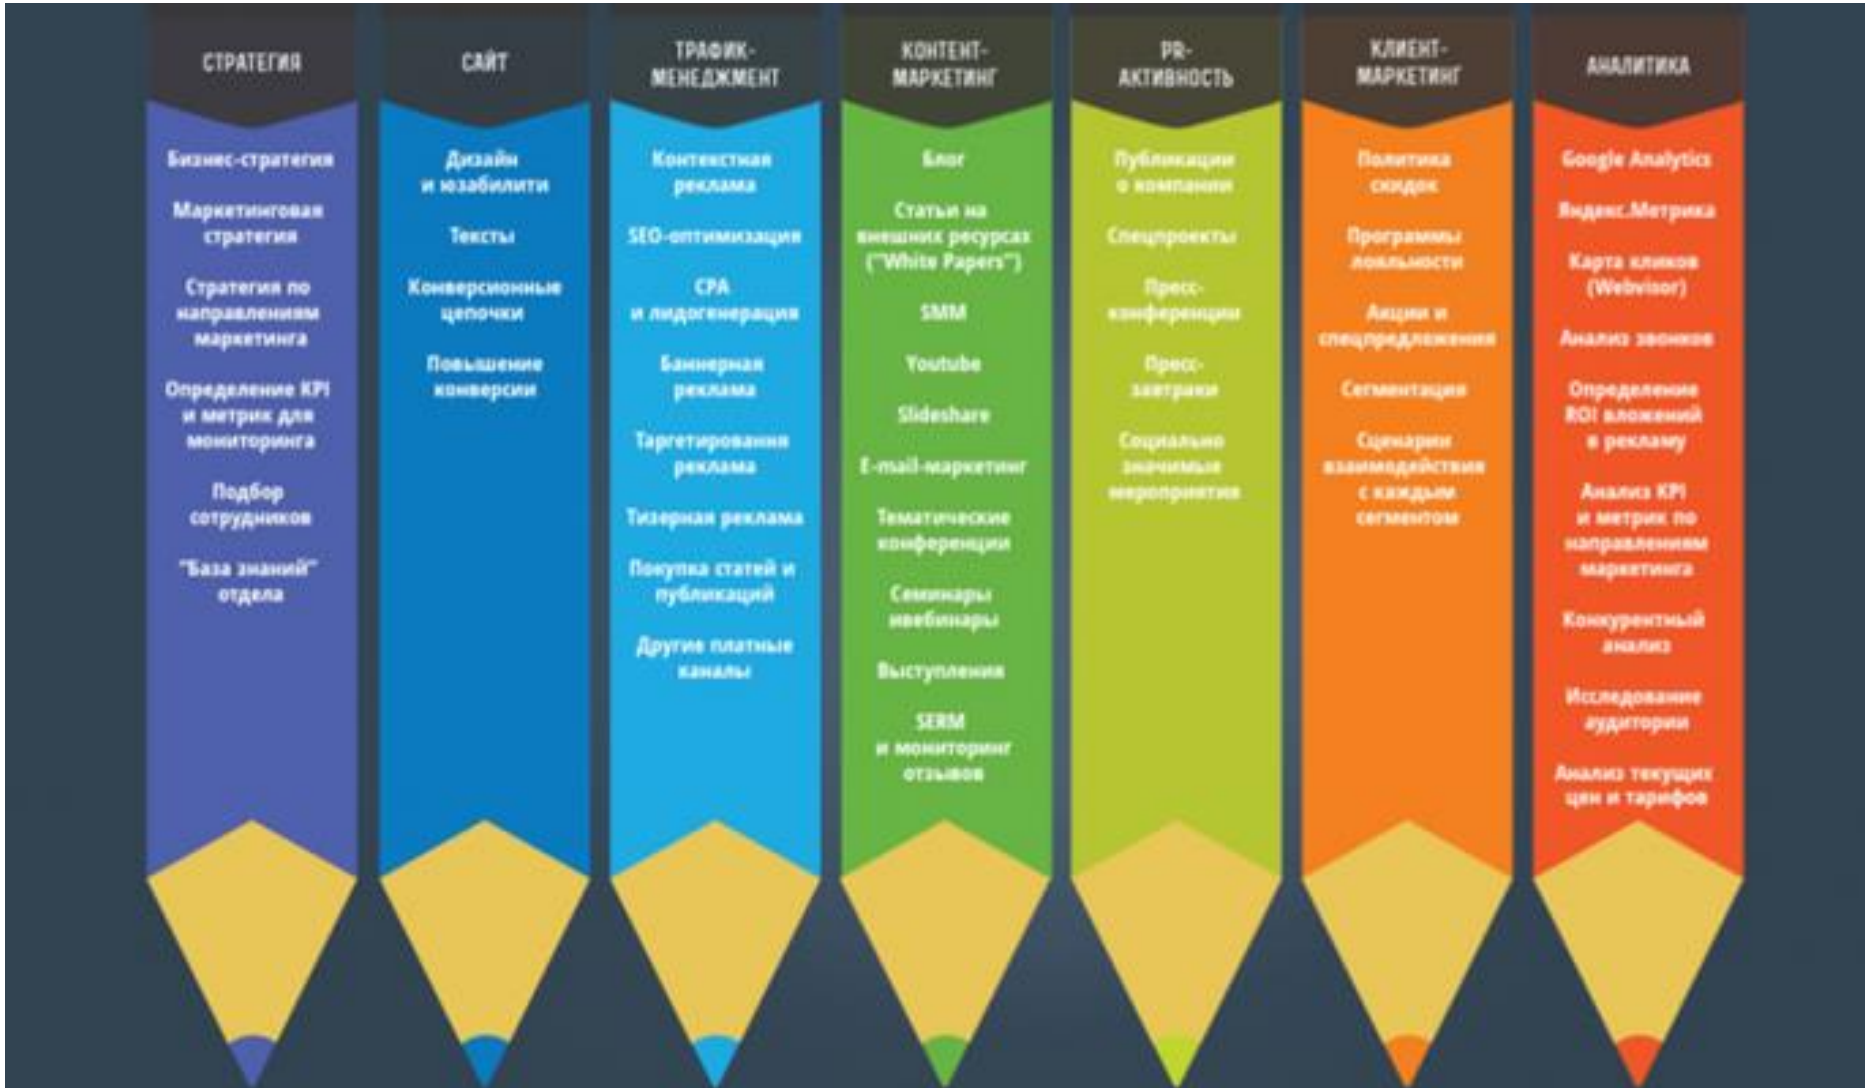 СТРАТЕГИЯ
Бизнес-стратегия
Маркетинговая
стратегия
Стратегия по
направлениям
маркетинга
Определение KPI
и метрик для
мониторинга
Подбор
сотрудников
"База знаний"
отдела
САЙТ
Дизайн
и юзабилити
Тексты
Конверсионные
цепочки
Повышение
конверсии
ТРАФИК-
МЕНЕДЖМЕНТ
Контекстная
реклама
SEO-оптимизация
CPA
и лидогенерация
Баннерная
реклама
Таргетирования
реклама
Тизерная реклама
Покупка статей и
публикаций
Другие платные
каналы
КОНТЕНТ-
МАРКЕТИНГ
Блог
Статьи на
внешних ресурсах
("White Papers")
SMM
Youtube
Slideshare
E-mail-маркетинг
Тематические
конференции
Семинары
ивебинары
Выступления
SERM
и мониторинг
отзывов
PR-
АКТИВНОСТЬ
Публикации
о компании
Спецпроекты
Пресс-
конференции
Пресс-
завтраки
Социально
значимые
мероприятия
КЛИЕНТ-
МАРКЕТИНГ
Политика
скидок
Программы
лояльности
Акции и
спецпредложения
Сегментация
Сценарии
взаимодействия
с каждым
сегментом
АНАЛИТИКА
Google Analytics
Яндекс.Метрика
Карта кликов
(Webvisor)
Анализ звонков
Определение
ROI вложений
в рекламу
Анализ KPI
и метрик по
направлениям
маркетинга
Конкурентный
анализ
Исследование
аудитории
Анализ текущих
цен и тарифов